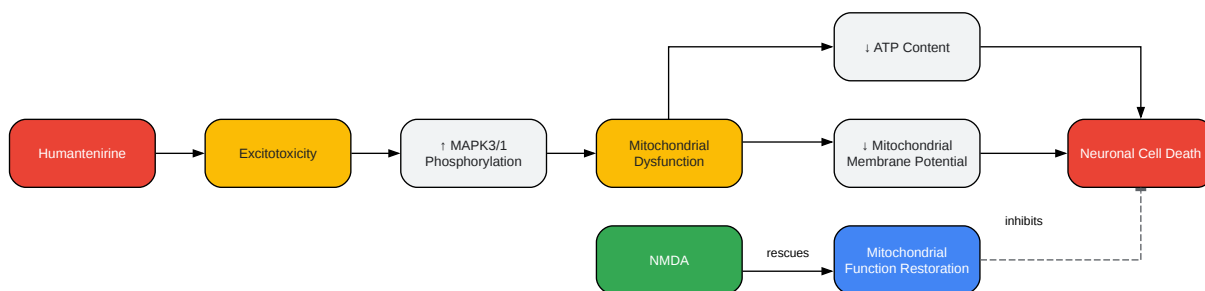 ↓ ATP Content
Humantenirine
Excitotoxicity
↑ MAPK3/1
Phosphorylation
Mitochondrial
Dysfunction
↓ Mitochondrial
Membrane Potential
Neuronal Cell Death
inhibits
NMDA
rescues
Mitochondrial
Function Restoration